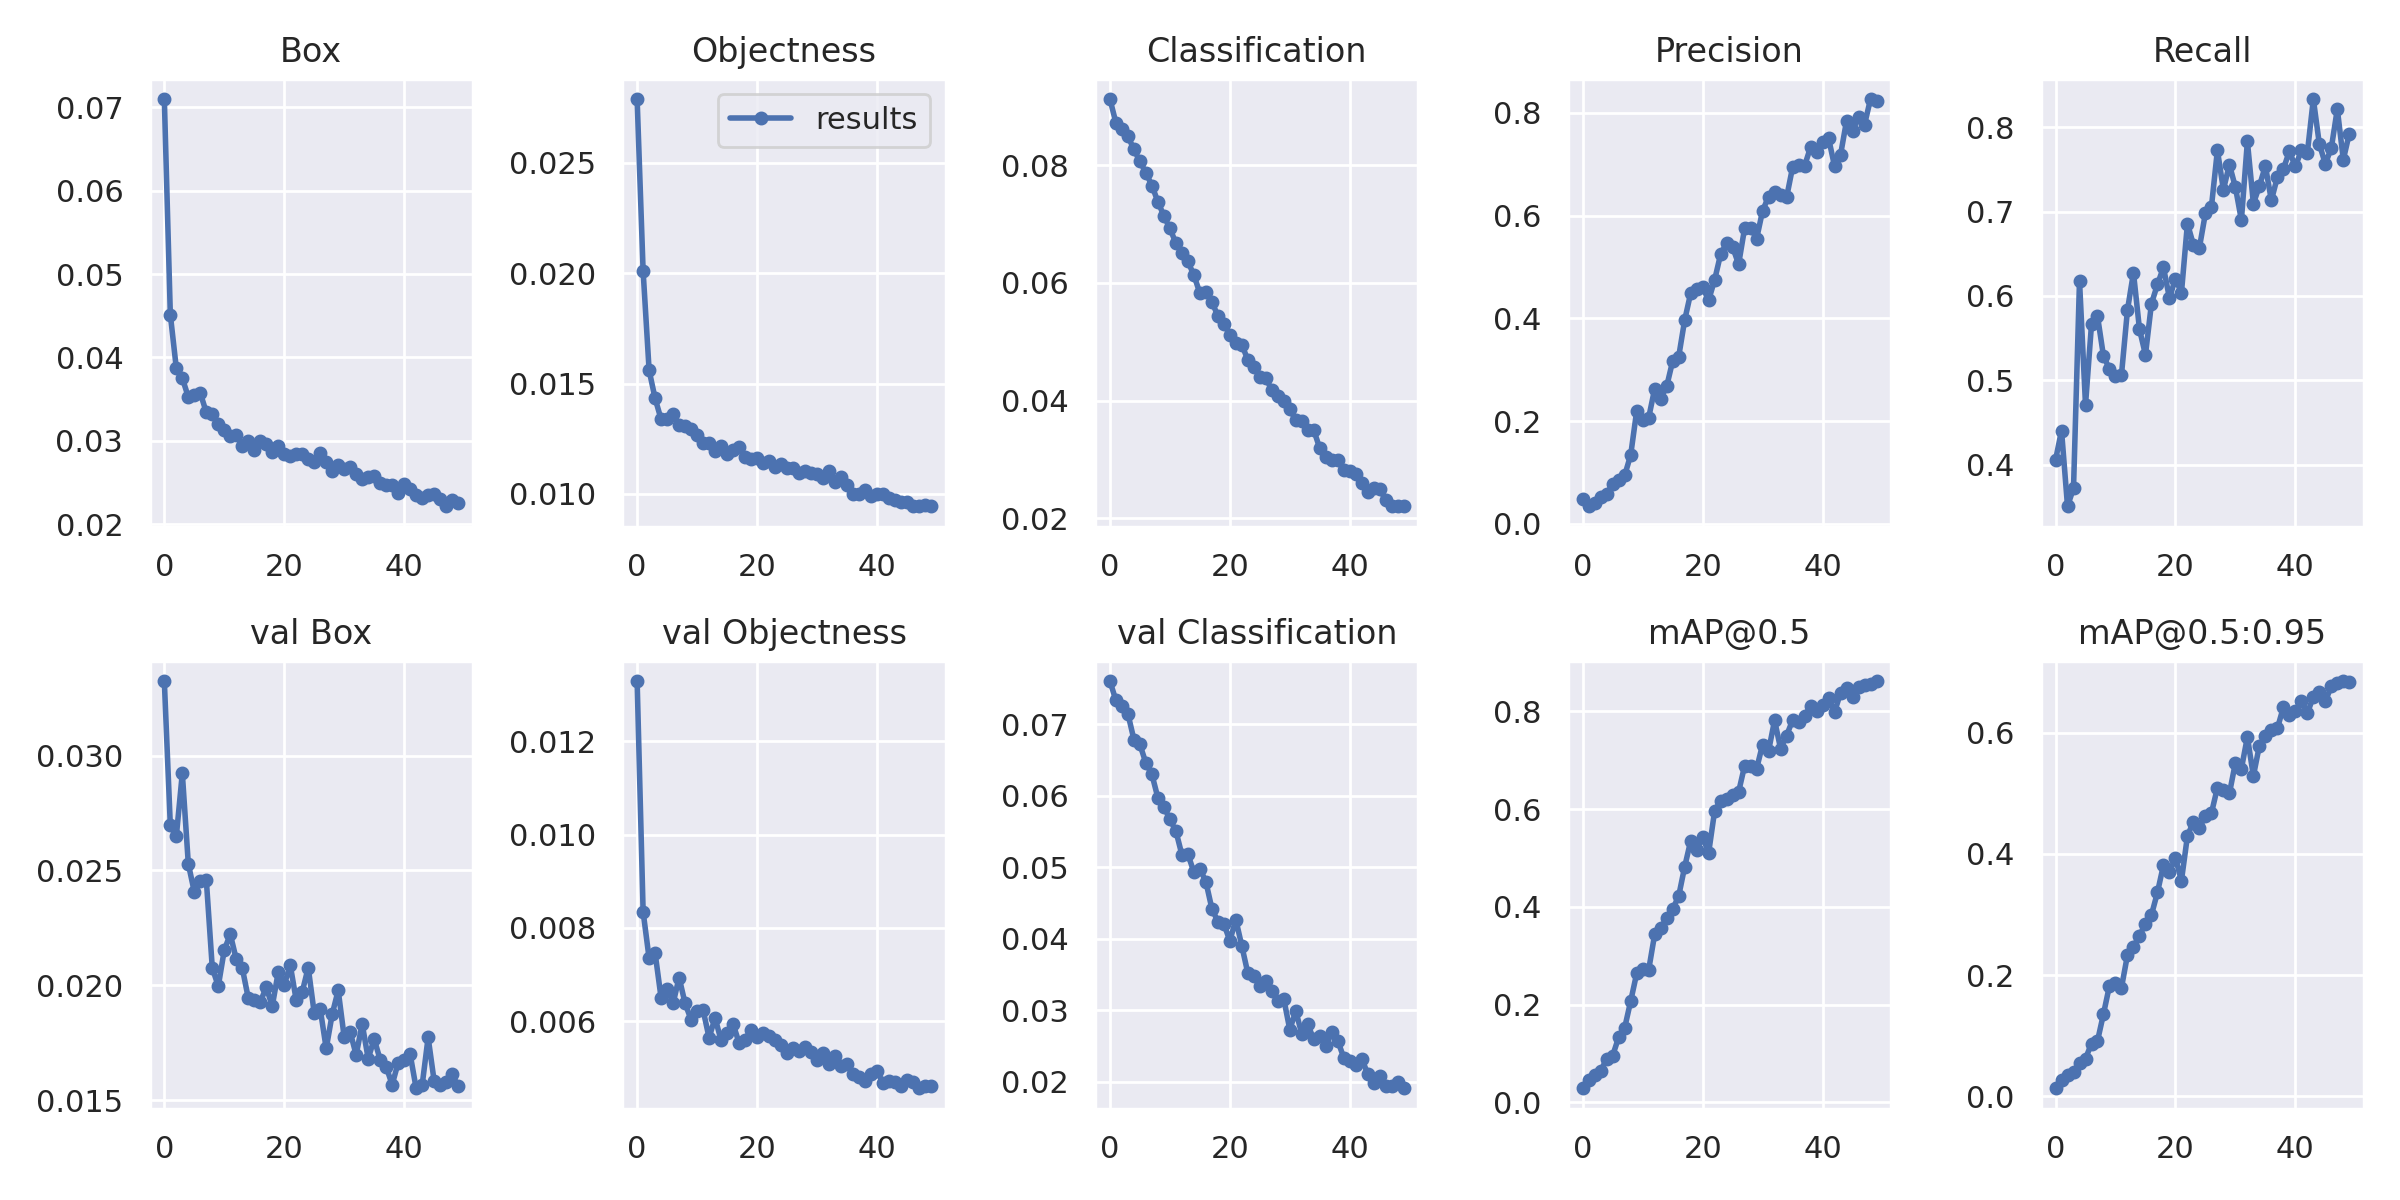 Box
0.07
0.06
0.05
0.04
0.03
0.02
0 20 40
Objectness
results
0.025
0.020
0.015
0.010
0 20 40
Classification
0.08
0.06
0.04
0.02
0 20 40
Precision
0.8
0.6
0.4
0.2
0.0
0 20 40
Recall
0.8
0.7
0.6
0.5
0.4
0 20 40
val Box
0.030
0.025
0.020
0.015
0 20 40
val Objectness
0.012
0.010
0.008
0.006
0 20 40
val Classification
0.07
0.06
0.05
0.04
0.03
0.02
0 20 40
mAP@0.5
0.8
0.6
0.4
0.2
0.0
0 20 40
mAP@0.5:0.95
0.6
0.4
0.2
0.0
0 20 40